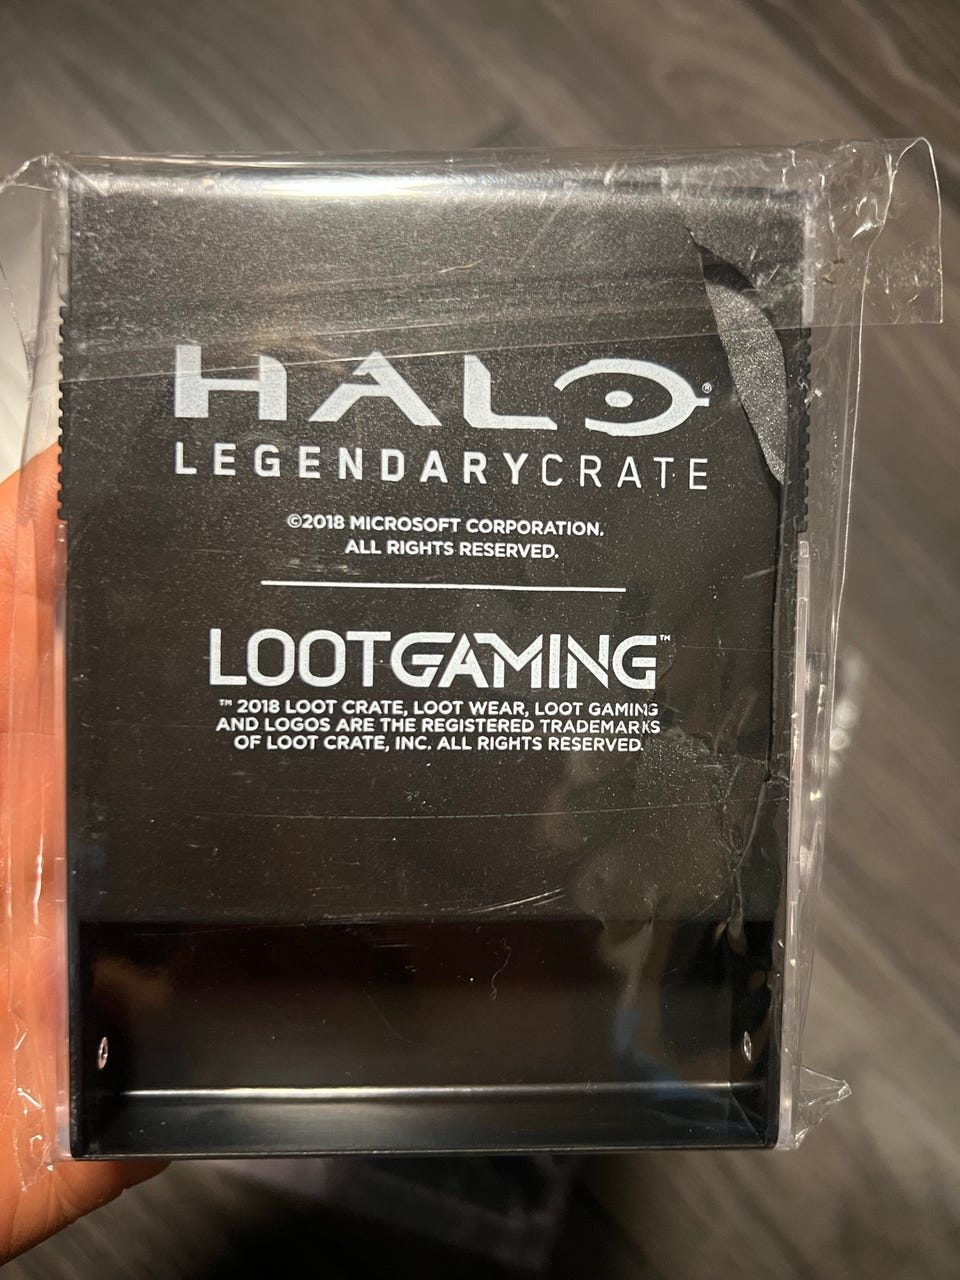 HALO®
LEGENDARYCRATE
©2018 MICROSOFT CORPORATION.
ALL RIGHTS RESERVED.
LOOTGAMING™
™ 2018 LOOT CRATE, LOOT WEAR, LOOT GAMING
AND LOGOS ARE THE REGISTERED TRADEMARKS
OF LOOT CRATE, INC. ALL RIGHTS RESERVED.